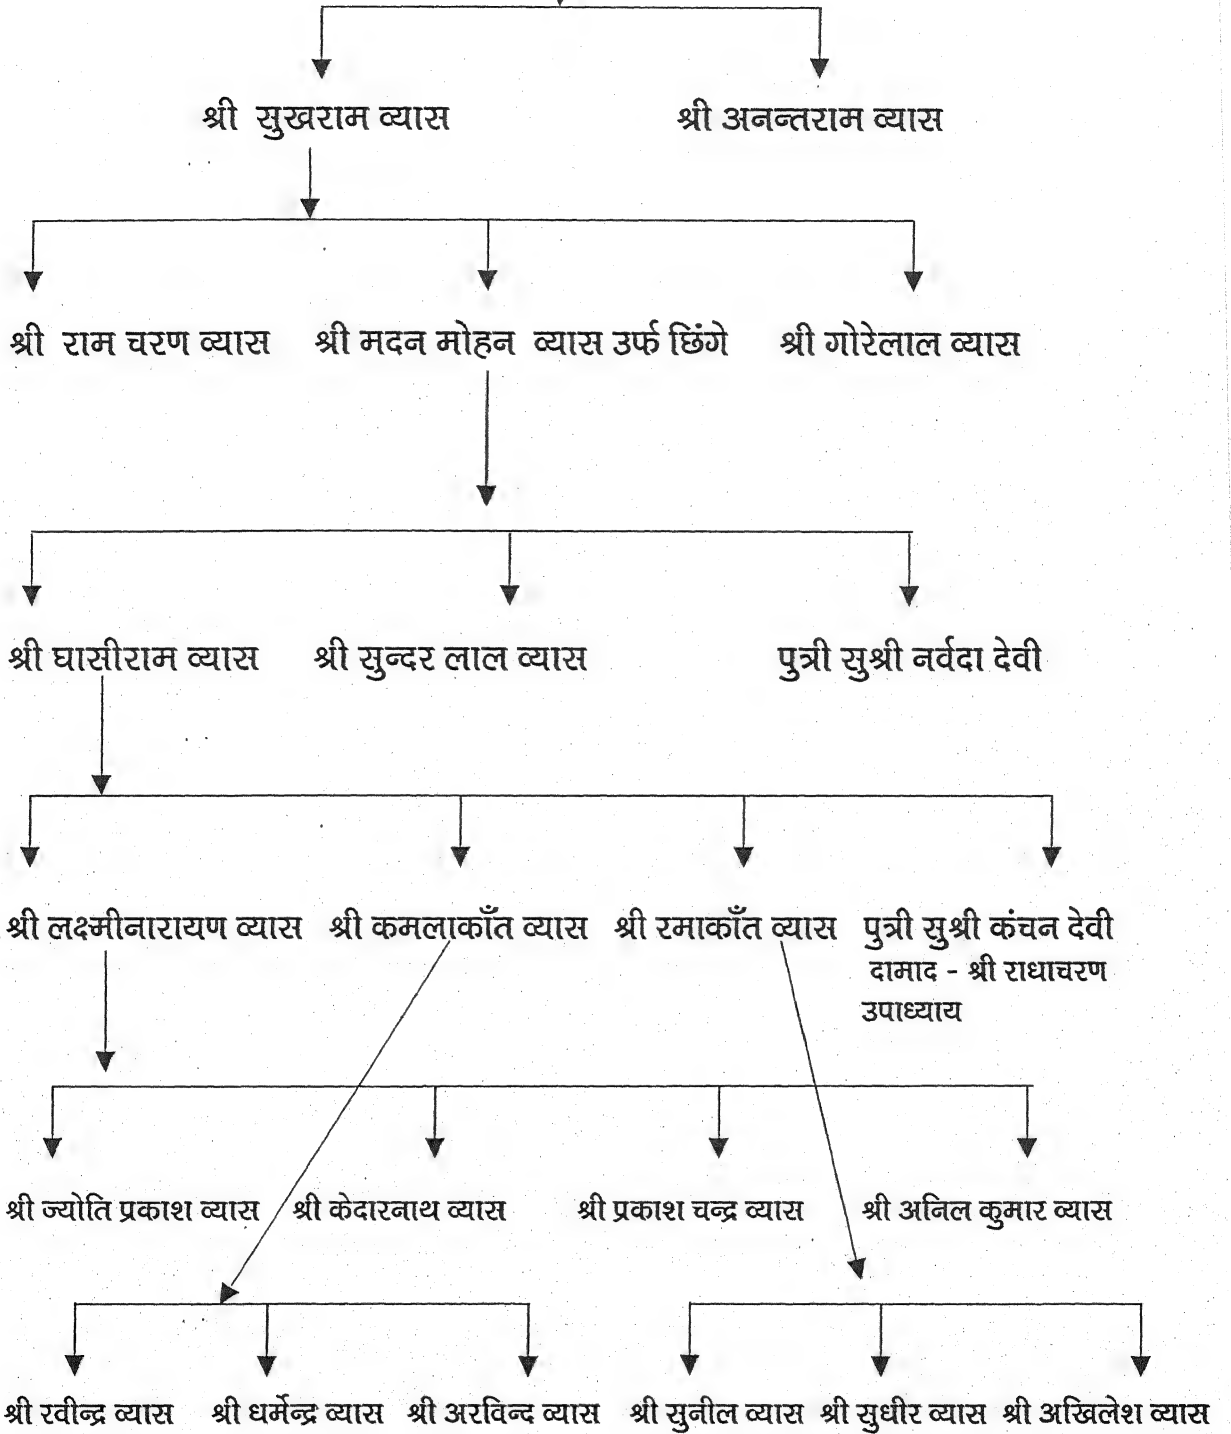 श्री सुखराम व्यास श्री अनन्तराम व्यास
श्री राम चरण व्यास श्री मदन मोहन व्यास उर्फ छिंगे श्री गोरेलाल व्यास
श्री घासीराम व्यास श्री सुन्दर लाल व्यास पुत्री सुश्री नर्वदा देवी
श्री लक्ष्मीनारायण व्यास श्री कमलाकाँत व्यास श्री रमाकाँत व्यास पुत्री सुश्री कंचन देवी
दामाद - श्री राधाचरण
उपाध्याय
श्री ज्योति प्रकाश व्यास श्री केदारनाथ व्यास श्री प्रकाश चन्द्र व्यास श्री अनिल कुमार व्यास
श्री रवीन्द्र व्यास श्री धर्मेन्द्र व्यास श्री अरविन्द व्यास श्री सुनील व्यास श्री सुधीर व्यास श्री अखिलेश व्यास